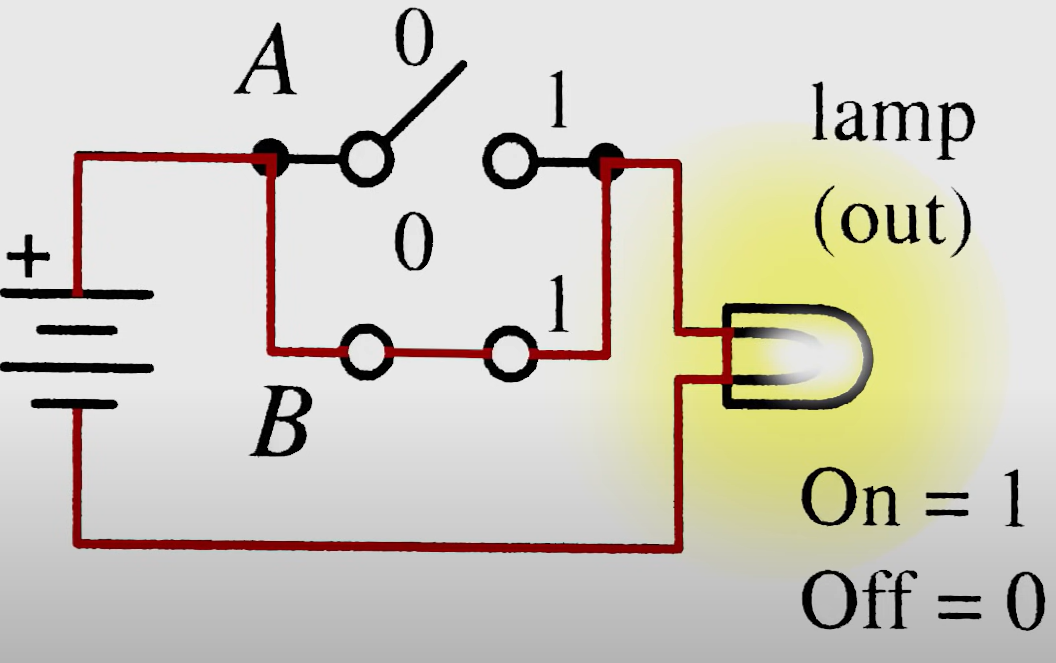 A
0
1
lamp
(out)
+
0
1
B
On = 1
Off = 0